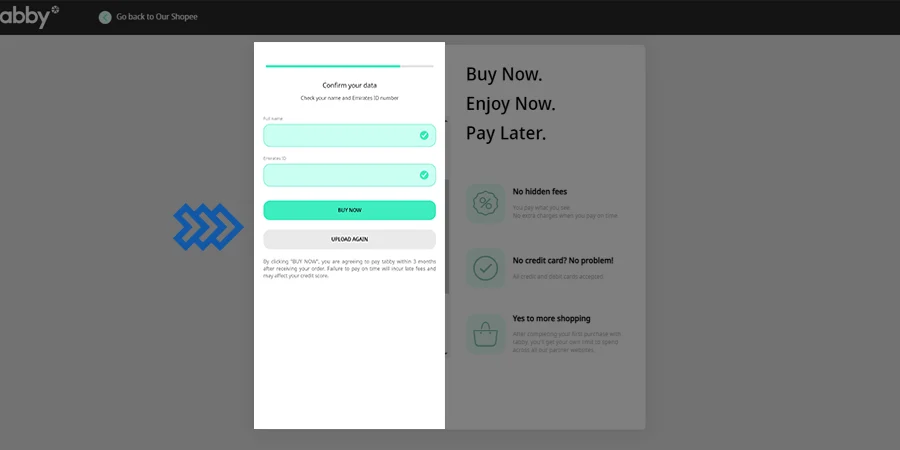 abby
Go back to Our Shopee
Confirm your data
Check your name and Emirates ID number
Full name
Emirates ID
BUY NOW
UPLOAD AGAIN
By clicking "BUY NOW", you are agreeing to pay tabby within 3 months
after receiving your order. Failure to pay on time will incur late fees and
may affect your credit score.
Buy Now.
Enjoy Now.
Pay Later.
No hidden fees
You pay what you see.
No extra charges when you pay on time.
No credit card? No problem!
All credit and debit cards accepted
Yes to more shopping
After completing your first purchase with
tabby, you'll get your own limit to spend
across all our partner websites.